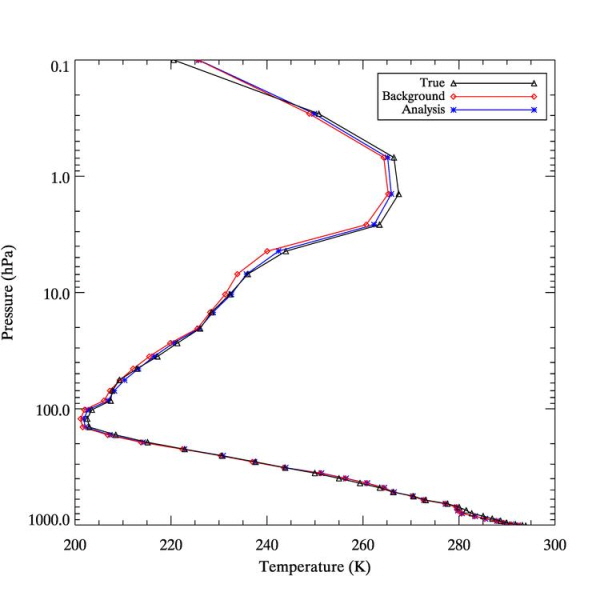 True
Background
Analysis
0.1
1.0
10.0
100.0
1000.0
Pressure (hPa)
200 220 240 260 280 300
Temperature (K)